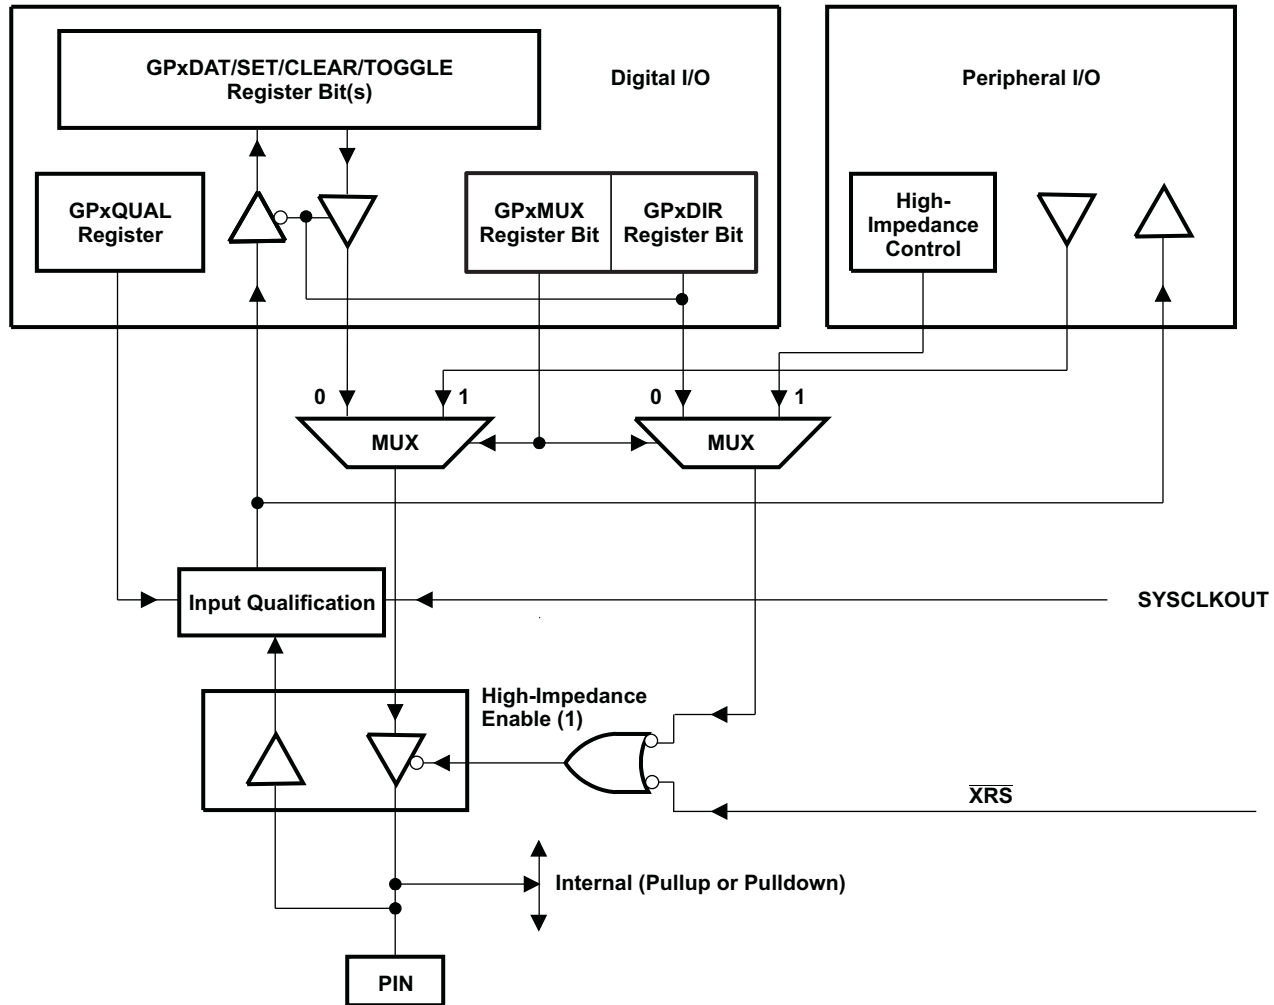 GPxDAT/SET/CLEAR/TOGGLE
Register Bit(s)
Digital I/O
Peripheral I/O
GPxQUAL
Register
GPxMUX
Register Bit
GPxDIR
Register Bit
High-
Impedance
Control
0
1
0
1
MUX
MUX
Input Qualification
SYSCLKOUT
High-Impedance
Enable (1)
XRS
Internal (Pullup or Pulldown)
PIN